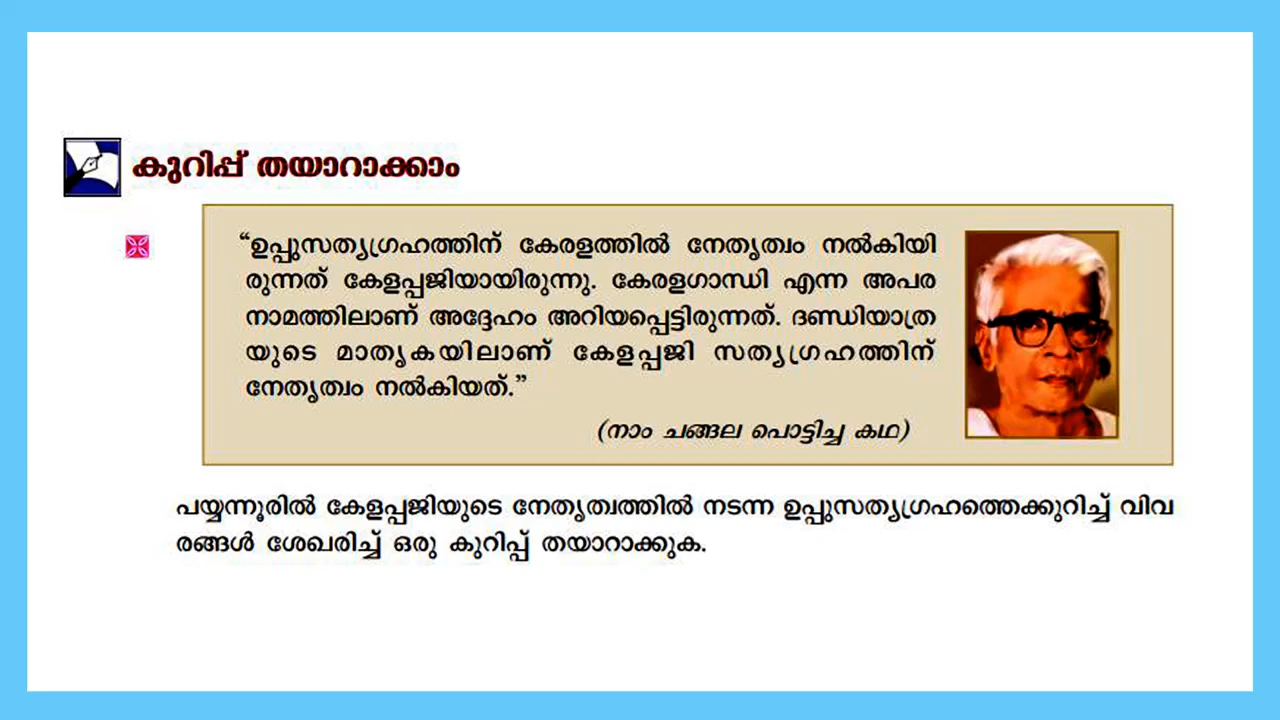 കുറിപ്പ് തയാറാക്കാം
“ഉപ്പുസത്യഗ്രഹത്തിന് കേരളത്തിൽ നേതൃത്വം നൽകിയി
രുന്നത് കേളപ്പജിയായിരുന്നു. കേരളഗാന്ധി എന്ന അപര
നാമത്തിലാണ് അദ്ദേഹം അറിയപ്പെട്ടിരുന്നത്. ദണ്ഡിയാത്ര
യുടെ മാതൃകയിലാണ് കേളപ്പജി സത്യഗ്രഹത്തിന്
നേതൃത്വം നൽകിയത്.”
(നാം ചങ്ങല പൊട്ടിച്ച കഥ)
പയ്യന്നൂരിൽ കേളപ്പജിയുടെ നേതൃത്വത്തിൽ നടന്ന ഉപ്പുസത്യഗ്രഹത്തെക്കുറിച്ച് വിവ
രങ്ങൾ ശേഖരിച്ച് ഒരു കുറിപ്പ് തയാറാക്കുക.